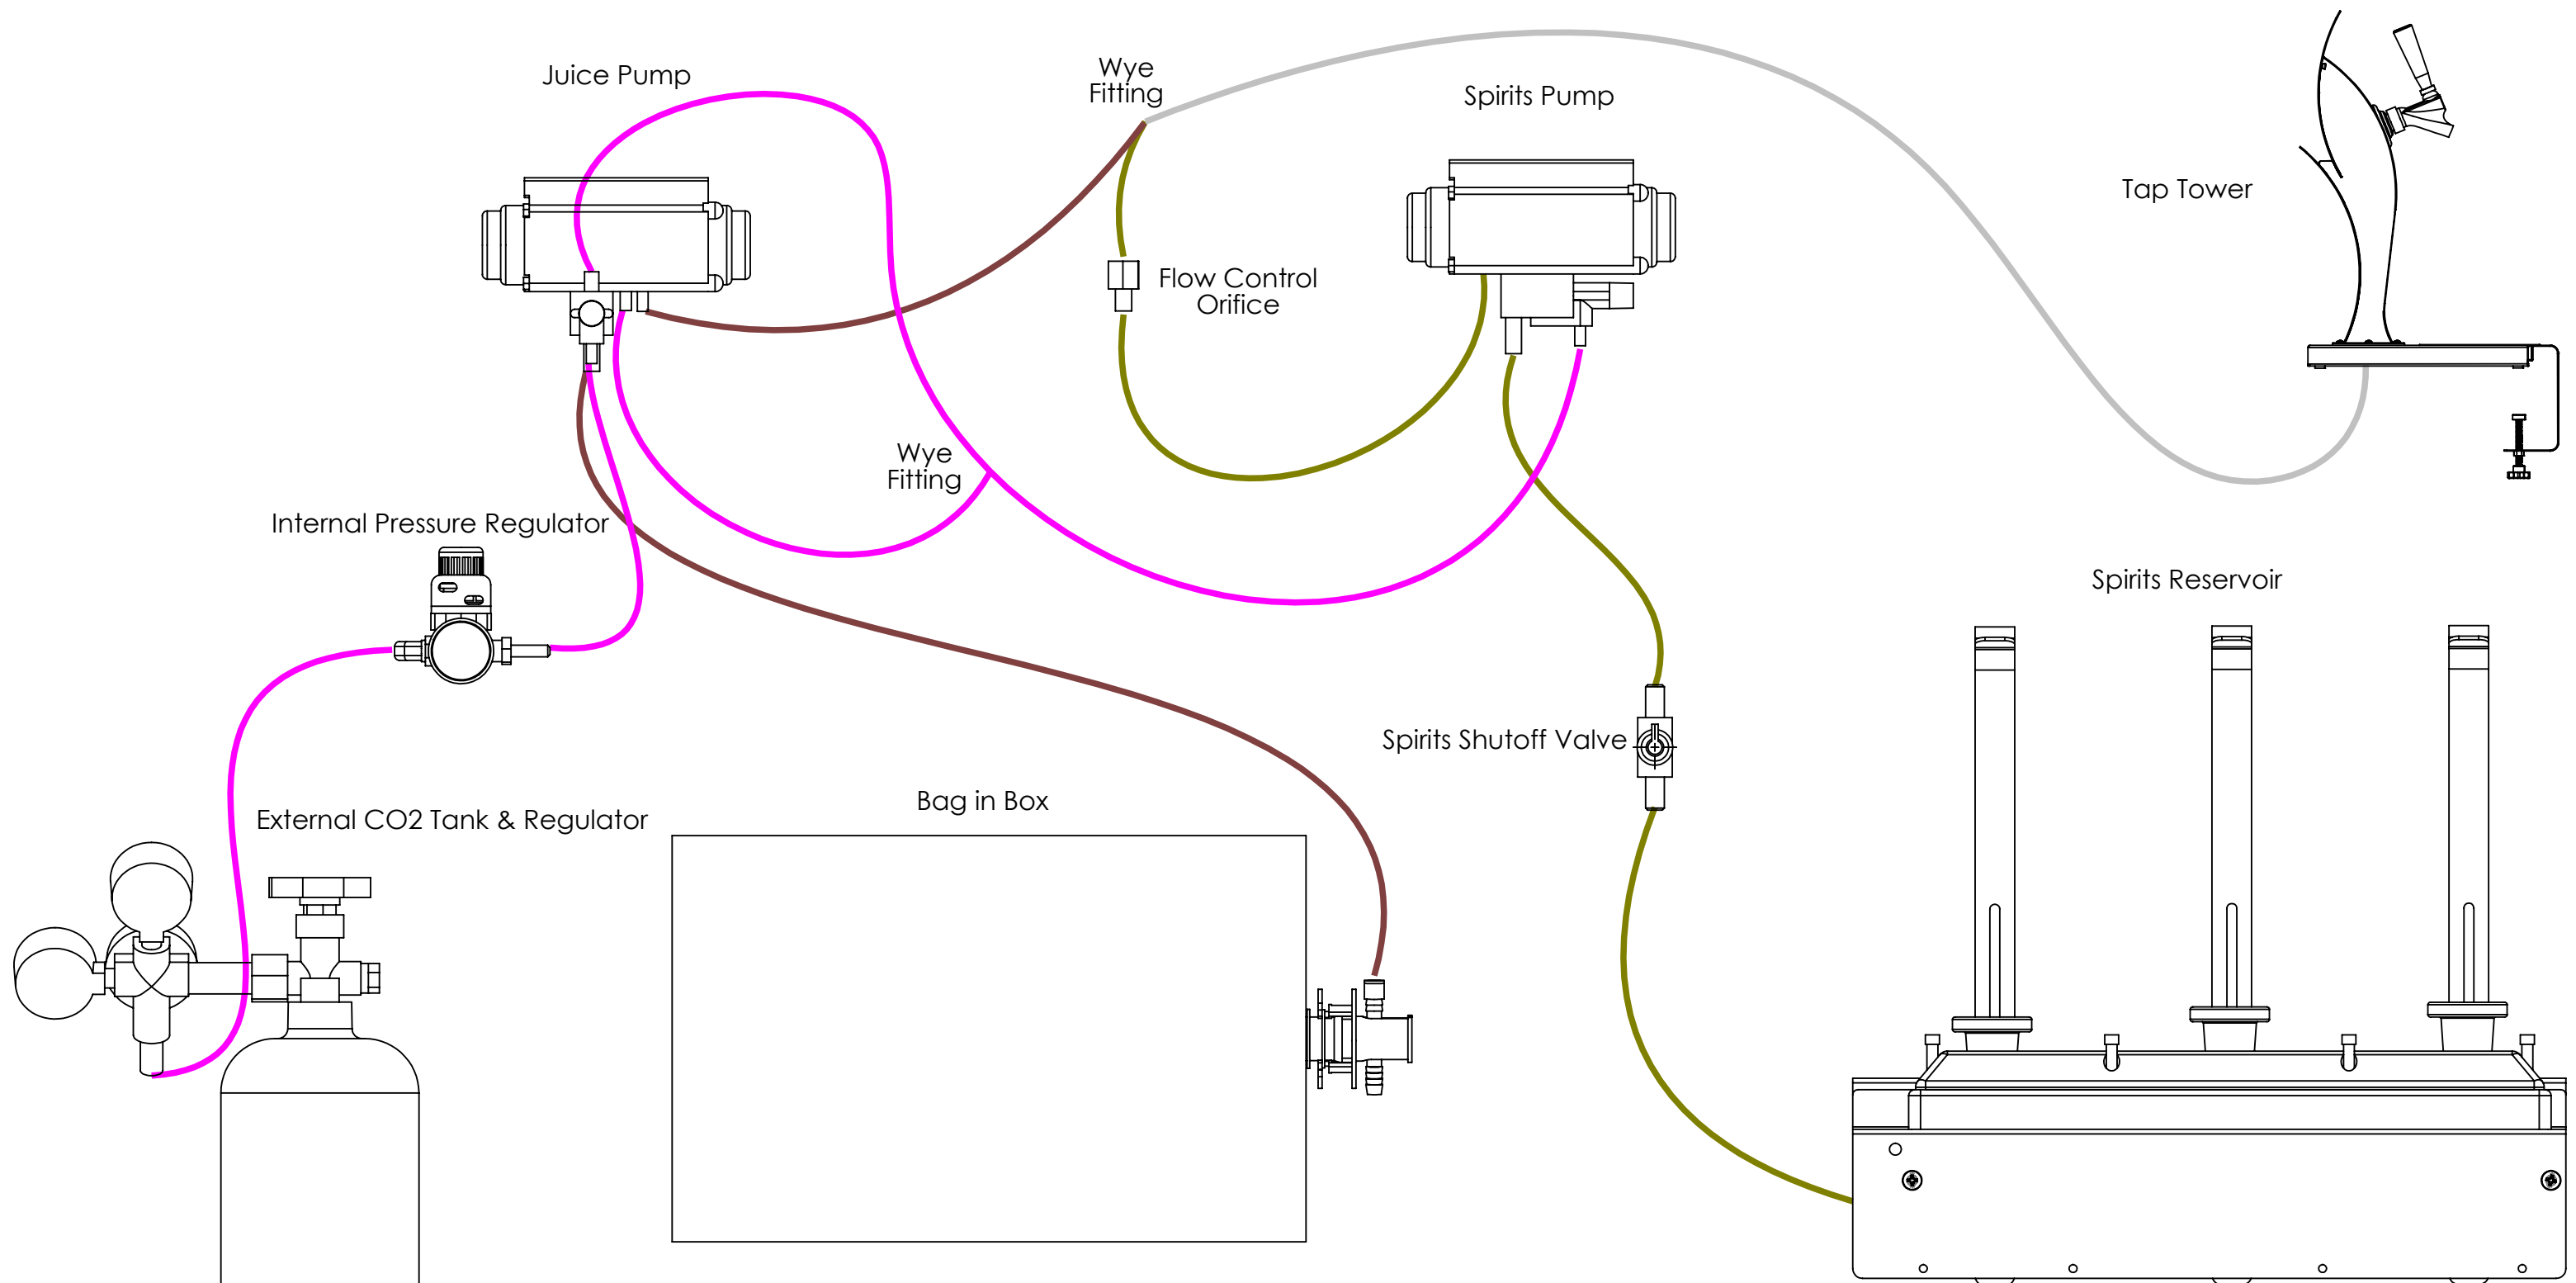 Juice Pump
Wye
Fitting
Spirits Pump
Tap Tower
Flow Control
Orifice
Wye
Fitting
Internal Pressure Regulator
Spirits Reservoir
Spirits Shutoff Valve
Bag in Box
External CO2 Tank & Regulator